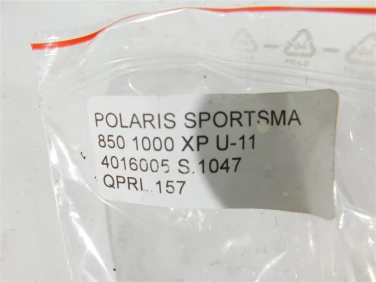 POLARIS SPORTSMA
850 1000 XP U-11
4016005 S.1047
QPRL.157